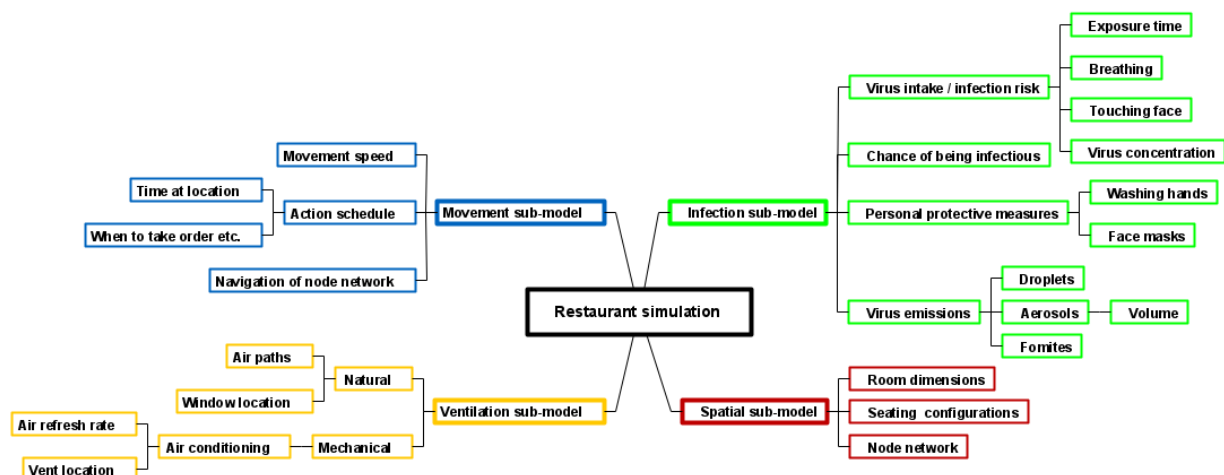 Restaurant simulation
Movement sub-model
Movement speed
Action schedule
Time at location
When to take order etc.
Navigation of node network
Infection sub-model
Virus intake / infection risk
Exposure time
Breathing
Touching face
Virus concentration
Chance of being infectious
Personal protective measures
Washing hands
Face masks
Virus emissions
Droplets
Aerosols
Volume
Fomites
Ventilation sub-model
Natural
Air paths
Window location
Mechanical
Air conditioning
Air refresh rate
Vent location
Spatial sub-model
Room dimensions
Seating configurations
Node network